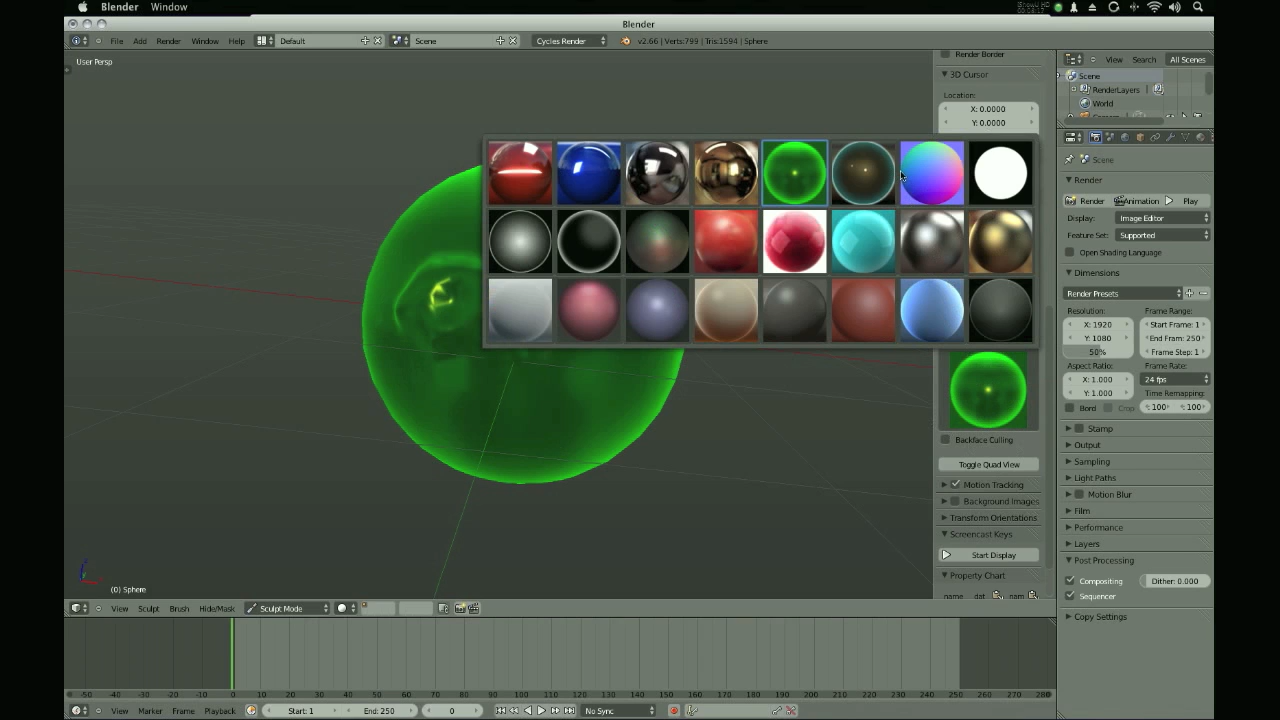 Blender Window
Blender
File Add Render Window Help Default Scene Cycles Render v2.66 | Verts:799 | Tris:1594 | Sphere
View Search All Scenes
User Persp
Render Border
3D Cursor
Location:
X: 0.0000
Y: 0.0000
Scene
RenderLayers
World
Scene
Render
Render Animation Play
Display: Image Editor
Feature Set: Supported
Open Shading Language
Dimensions
Render Presets
Resolution: Frame Range:
X: 1920 Start Frame: 1
Y: 1080 End Fram: 250
50% Frame Step: 1
Aspect Ratio: Frame Rate:
X: 1.000 24 fps
Y: 1.000 Time Remapping:
Bord Crop 100 100
Backface Culling
Toggle Quad View
Motion Tracking
Background Images
Transform Orientations
Screencast Keys
Start Display
Property Chart
name dat nam
Stamp
Output
Sampling
Light Paths
Motion Blur
Film
Performance
Layers
Post Processing
Compositing Dither: 0.000
Sequencer
Copy Settings
(0) Sphere
View Sculpt Brush Hide/Mask Sculpt Mode
-50 -40 -30 -20 -10 0 10 20 30 40 50 60 70 80 90 100 110 120 130 140 150 160 170 180 190 200 210 220 230 240 250 260 270 280
View Marker Frame Playback Start: 1 End: 250 0 No Sync